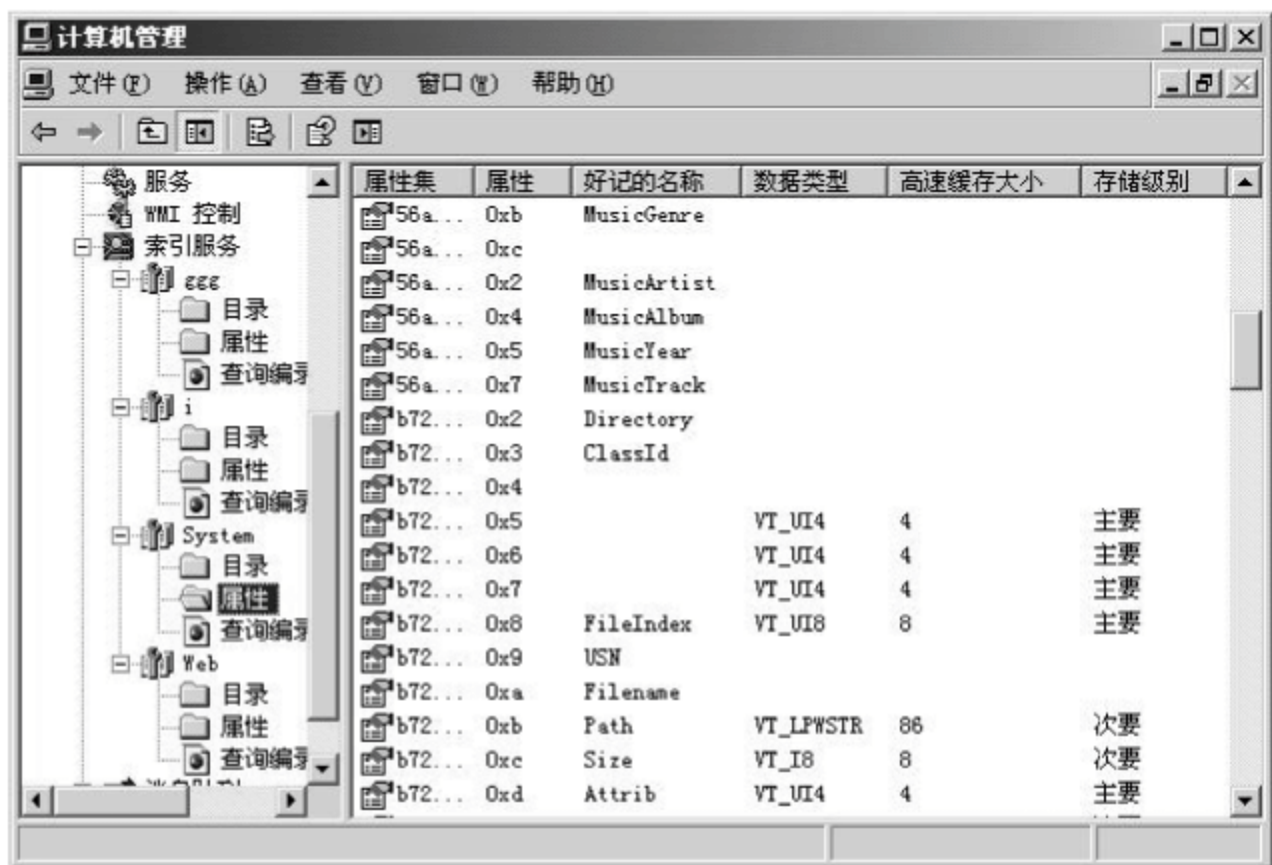 计算机管理
文件(F) 操作(A) 查看(V) 窗口(W) 帮助(H)
服务
WMI 控制
索引服务
ggg
目录
属性
查询编录
i
目录
属性
查询编录
System
目录
属性
查询编录
Web
目录
属性
查询编录
属性集 属性 好记的名称 数据类型 高速缓存大小 存储级别
56a... 0xb MusicGenre
56a... 0xc
56a... 0x2 MusicArtist
56a... 0x4 MusicAlbum
56a... 0x5 MusicYear
56a... 0x7 MusicTrack
b72... 0x2 Directory
b72... 0x3 ClassId
b72... 0x4
b72... 0x5 VT_UI4 4 主要
b72... 0x6 VT_UI4 4 主要
b72... 0x7 VT_UI4 4 主要
b72... 0x8 FileIndex VT_UI8 8 主要
b72... 0x9 USN
b72... 0xa Filename
b72... 0xb Path VT_LPWSTR 86 次要
b72... 0xc Size VT_I8 8 次要
b72... 0xd Attrib VT_UI4 4 主要